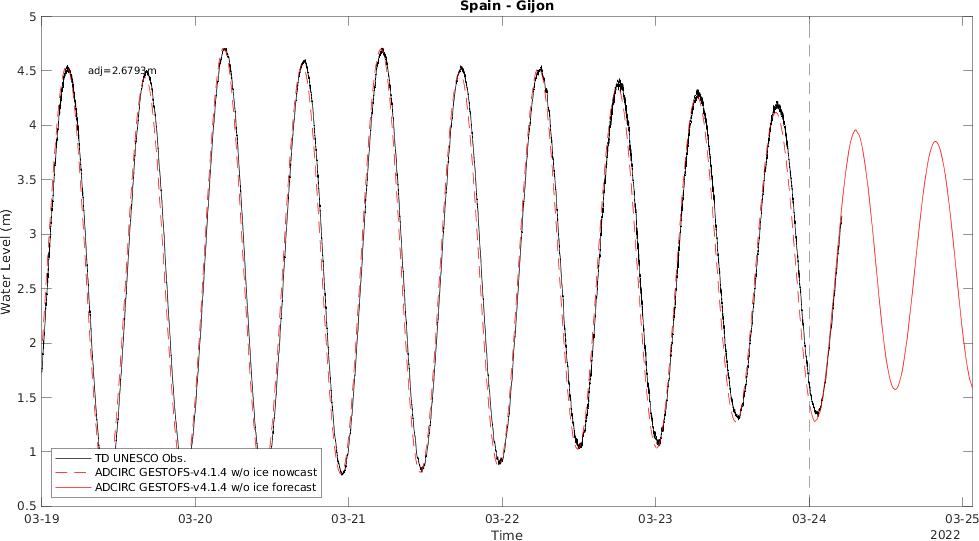 Spain - Gijon
5
4.5
4
3.5
3
2.5
2
1.5
1
0.5
Water Level (m)
adj=2.6793m
TD UNESCO Obs.
ADCIRC GESTOFS-v4.1.4 w/o ice nowcast
ADCIRC GESTOFS-v4.1.4 w/o ice forecast
03-19 03-20 03-21 03-22 03-23 03-24 03-25
Time 2022